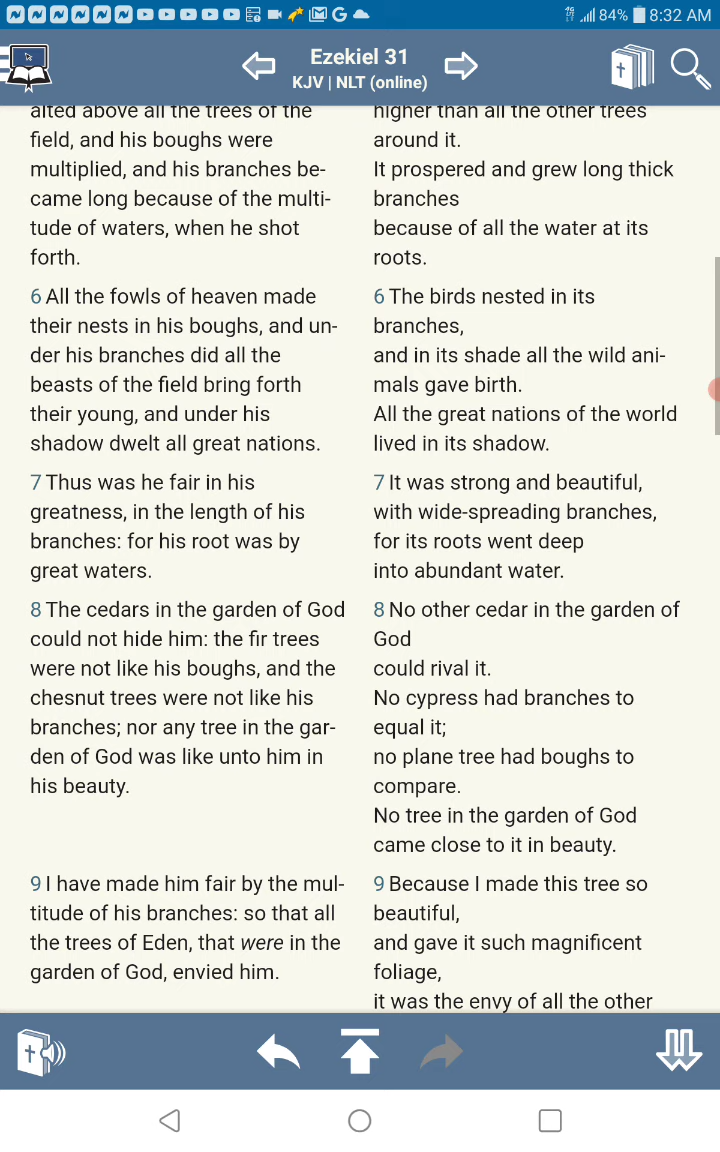 84% 8:32 AM
Ezekiel 31
KJV | NLT (online)
alted above all the trees of the
field, and his boughs were
multiplied, and his branches be-
came long because of the multi-
tude of waters, when he shot
forth.
6 All the fowls of heaven made
their nests in his boughs, and un-
der his branches did all the
beasts of the field bring forth
their young, and under his
shadow dwelt all great nations.
7 Thus was he fair in his
greatness, in the length of his
branches: for his root was by
great waters.
8 The cedars in the garden of God
could not hide him: the fir trees
were not like his boughs, and the
chesnut trees were not like his
branches; nor any tree in the gar-
den of God was like unto him in
his beauty.
9 I have made him fair by the mul-
titude of his branches: so that all
the trees of Eden, that were in the
garden of God, envied him.
higher than all the other trees
around it.
It prospered and grew long thick
branches
because of all the water at its
roots.
6 The birds nested in its
branches,
and in its shade all the wild ani-
mals gave birth.
All the great nations of the world
lived in its shadow.
7 It was strong and beautiful,
with wide-spreading branches,
for its roots went deep
into abundant water.
8 No other cedar in the garden of
God
could rival it.
No cypress had branches to
equal it;
no plane tree had boughs to
compare.
No tree in the garden of God
came close to it in beauty.
9 Because I made this tree so
beautiful,
and gave it such magnificent
foliage,
it was the envy of all the other